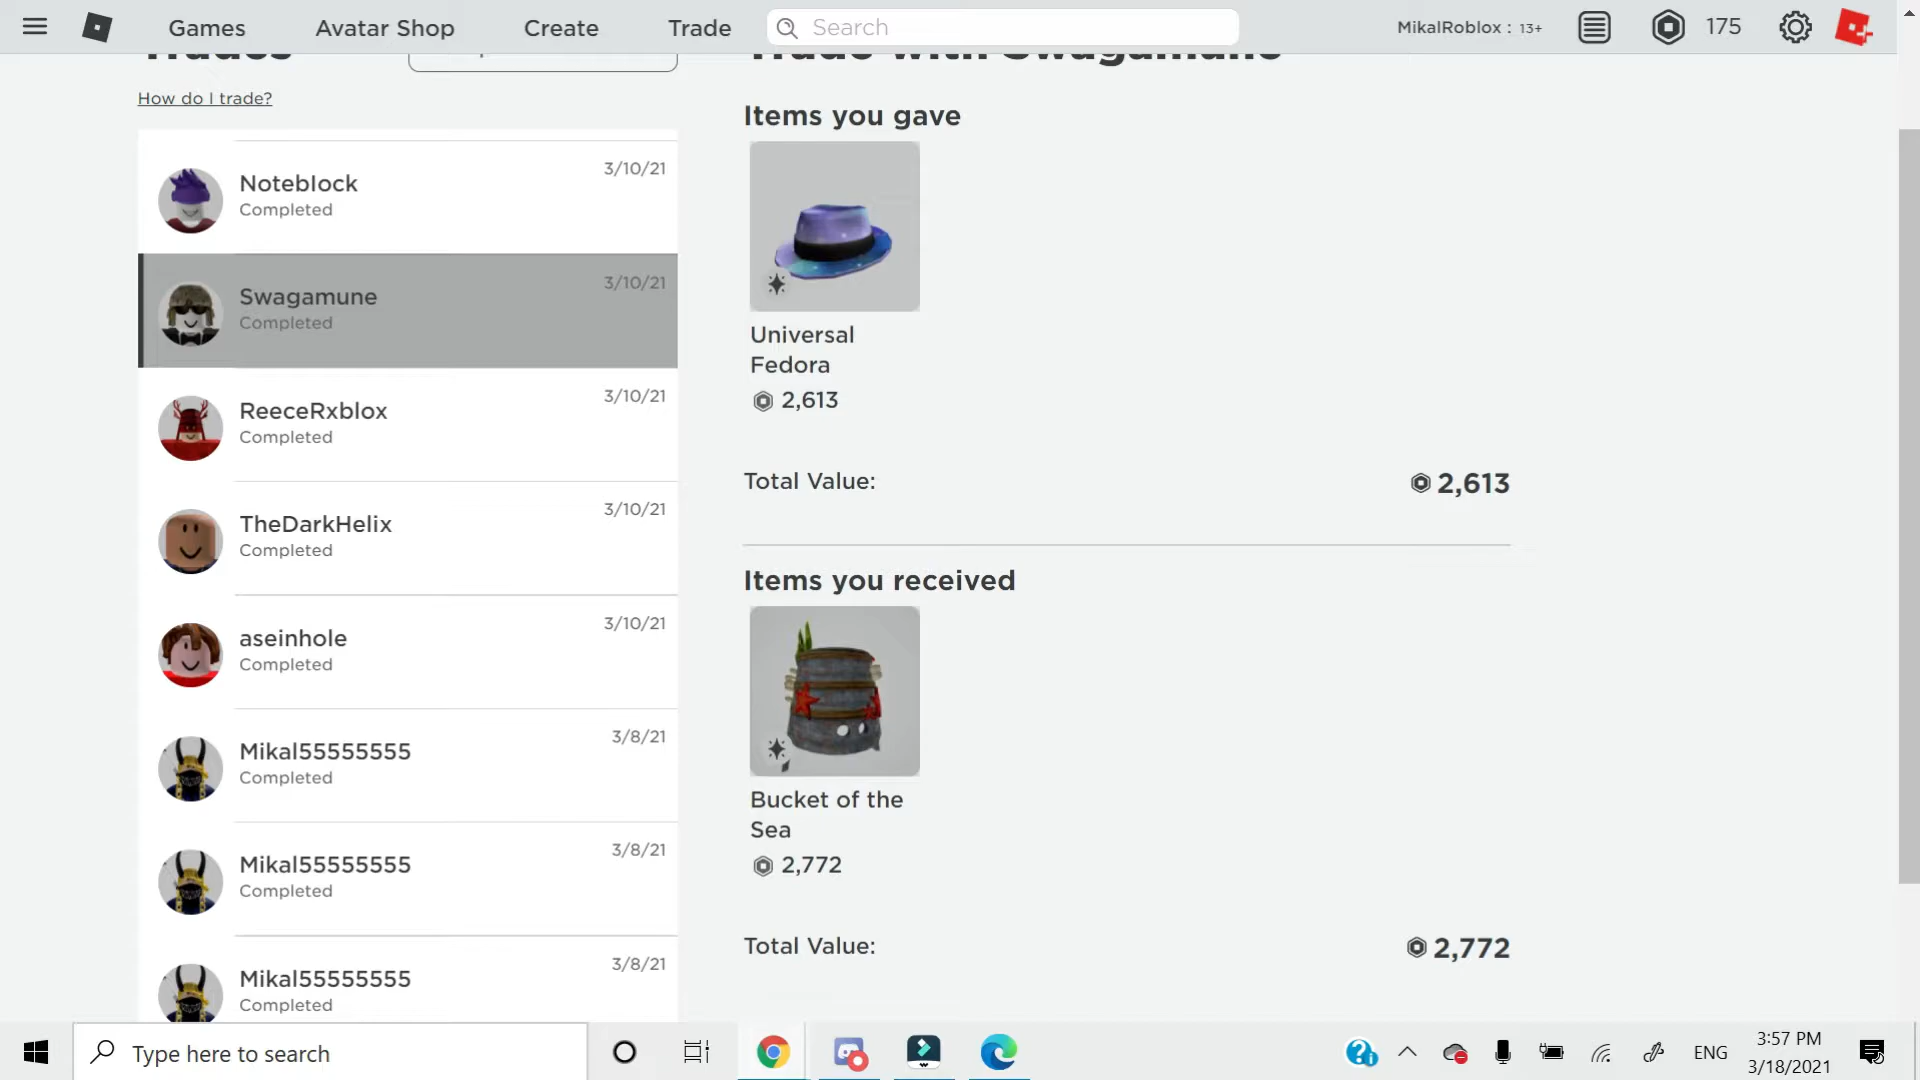 Games Avatar Shop Create Trade Search MikalRoblox : 13+ 175
Trades
Trade with Swagamune
How do I trade?
Noteblock 3/10/21
Completed
Swagamune 3/10/21
Completed
ReeceRxblox 3/10/21
Completed
TheDarkHelix 3/10/21
Completed
aseinhole 3/10/21
Completed
Mikal55555555 3/8/21
Completed
Mikal55555555 3/8/21
Completed
Mikal55555555 3/8/21
Completed
Items you gave
Universal
Fedora
2,613
Total Value: 2,613
Items you received
Bucket of the
Sea
2,772
Total Value: 2,772
Type here to search
ENG
3:57 PM
3/18/2021